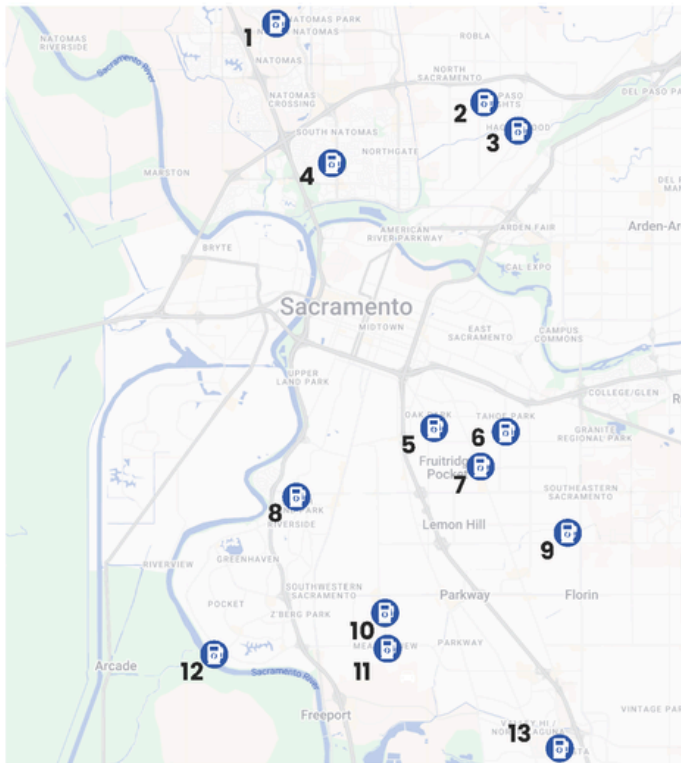 NATOMAS PARK
1
NATOMAS
NATOMAS
RIVERSIDE
ROBLA
Sacramento River
NATOMAS
NORTH
SACRAMENTO
DEL PASO
NATOMAS
CROSSING
2
3
SOUTH NATOMAS
NORTHGATE
4
MARSTON
AMERICAN
RIVER PARKWAY
ARDEN FAIR
Arden-Ar
BRYTE
CAL EXPO
Sacramento
MIDTOWN
EAST
SACRAMENTO
CAMPUS
COMMONS
UPPER
LAND PARK
COLLEGE/GLEN
OAK PARK
TAHOE PARK
5
6
GRANITE
REGIONAL PARK
Fruitridge
Pocket
7
SOUTHEASTERN
SACRAMENTO
8
PARK
RIVERSIDE
Lemon Hill
9
GREENHAVEN
RIVERVIEW
SOUTHWESTERN
SACRAMENTO
Parkway
Florin
POCKET
Z'BERG PARK
10
PARKWAY
11
12
Arcade
Sacramento River
Freeport
VINTAGE PAR
VALLEY HI /
13